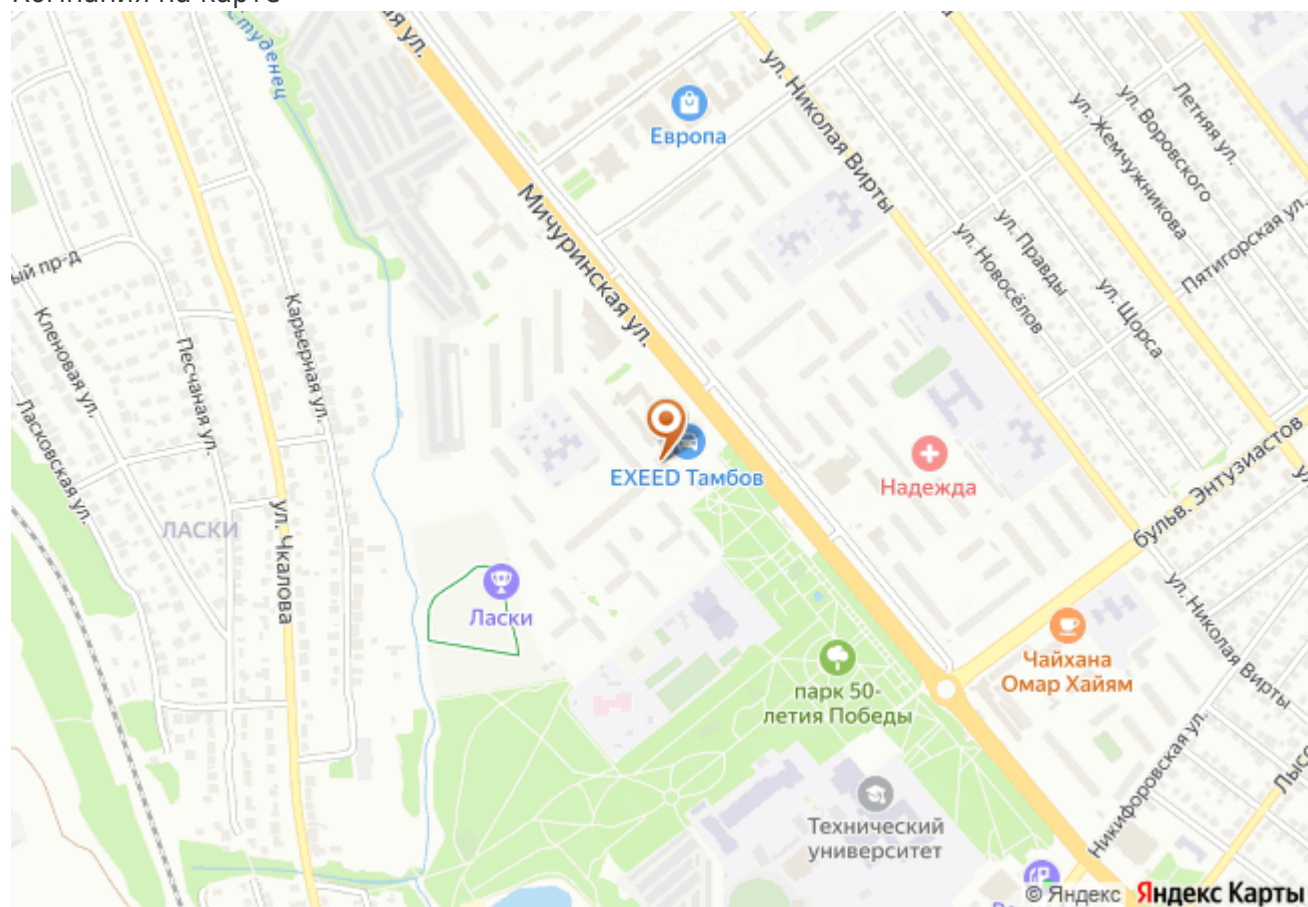 Компания на карте
ая ул.
Студенец
Европа
ул. Николая Вирты
Летняя ул.
ул. Воровского
ул. Жемчужникова
Мичуринская ул.
ул. Новосёлов
ул. Правды
ул. Щорса
Пятигорская ул.
ый пр-д
Кленовая ул.
Песчаная ул.
Карьерная ул.
Ласковская ул.
ЛАСКИ
ул. Чкалова
EXEED Тамбов
Надежда
бульв. Энтузиастов
Ласки
ул. Николая Вирты
Чайхана
Омар Хайям
парк 50-
летия Победы
Никифоровская ул.
Технический
университет
© Яндекс Яндекс Карты